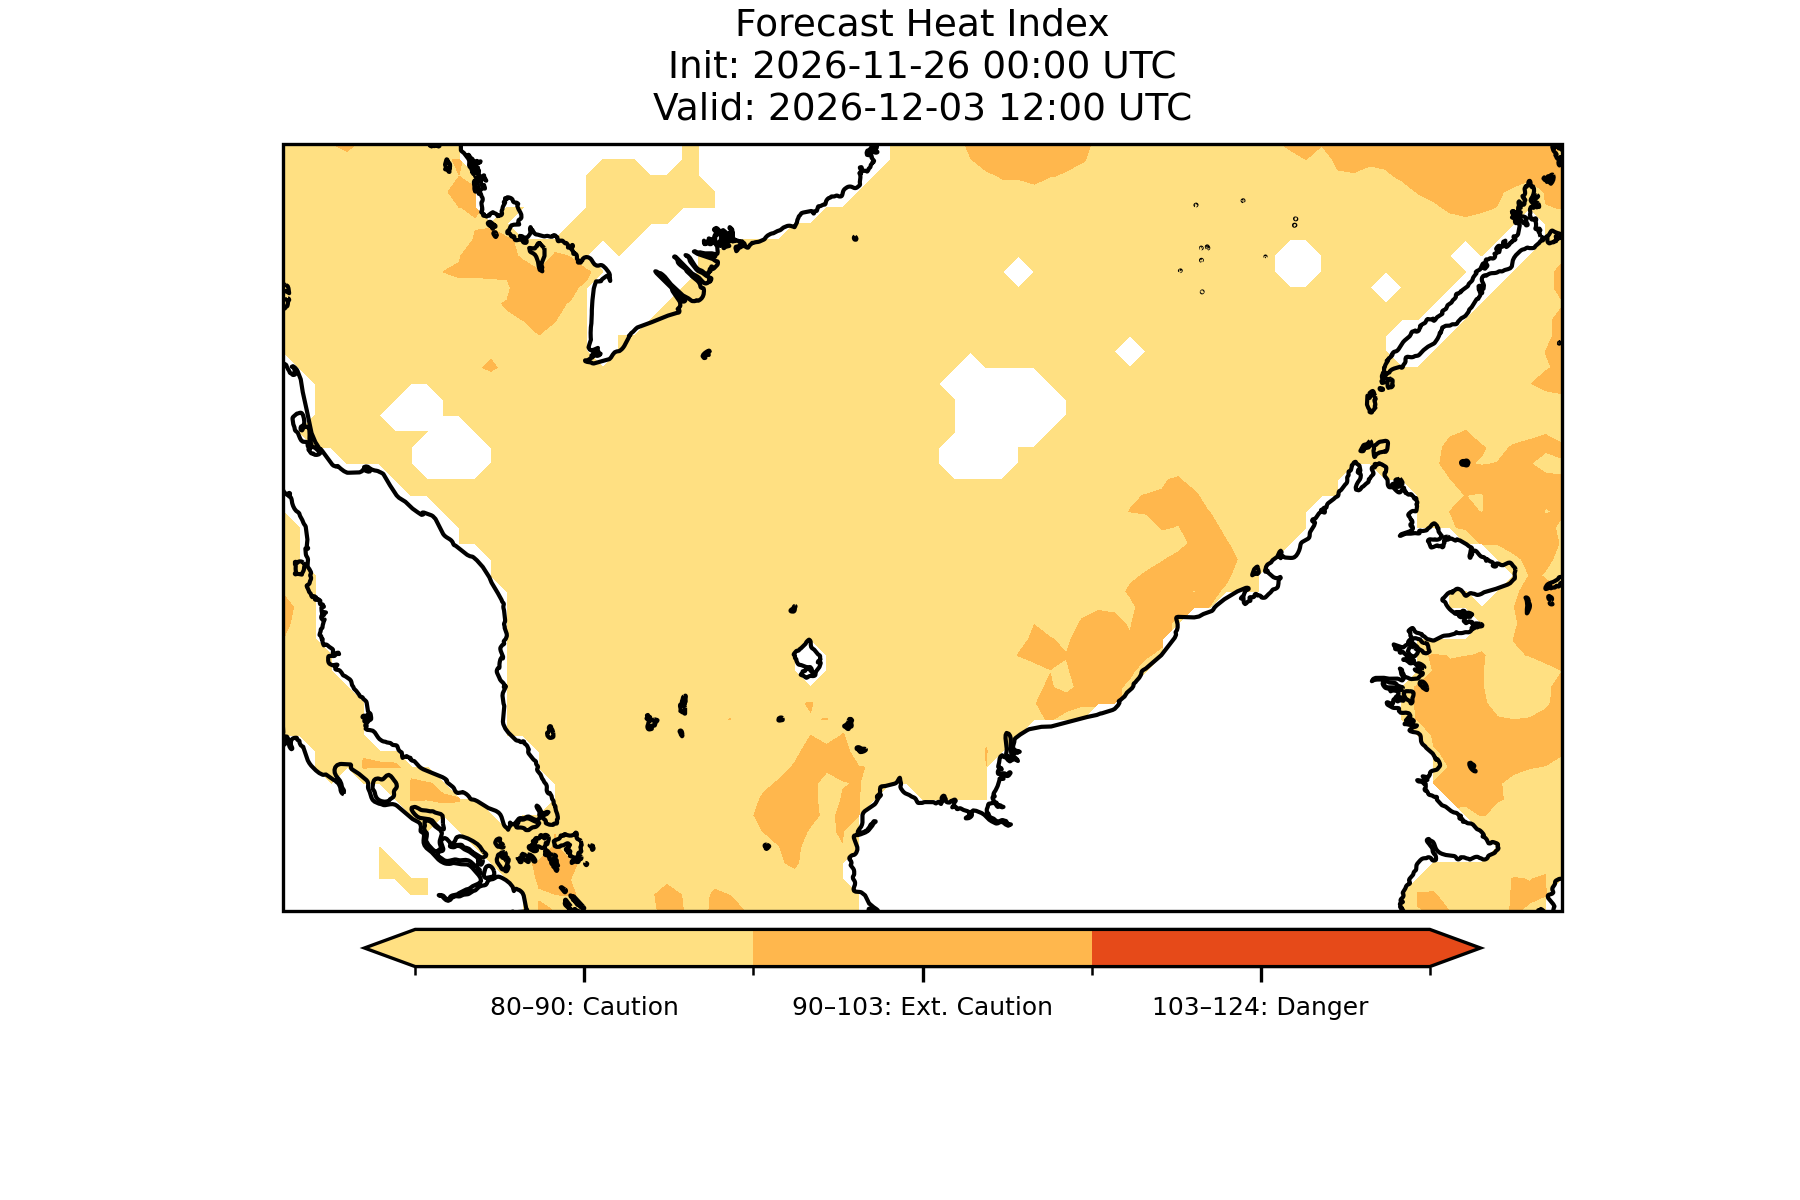 Forecast Heat Index
Init: 2026-11-26 00:00 UTC
Valid: 2026-12-03 12:00 UTC
80–90: Caution
90–103: Ext. Caution
103–124: Danger